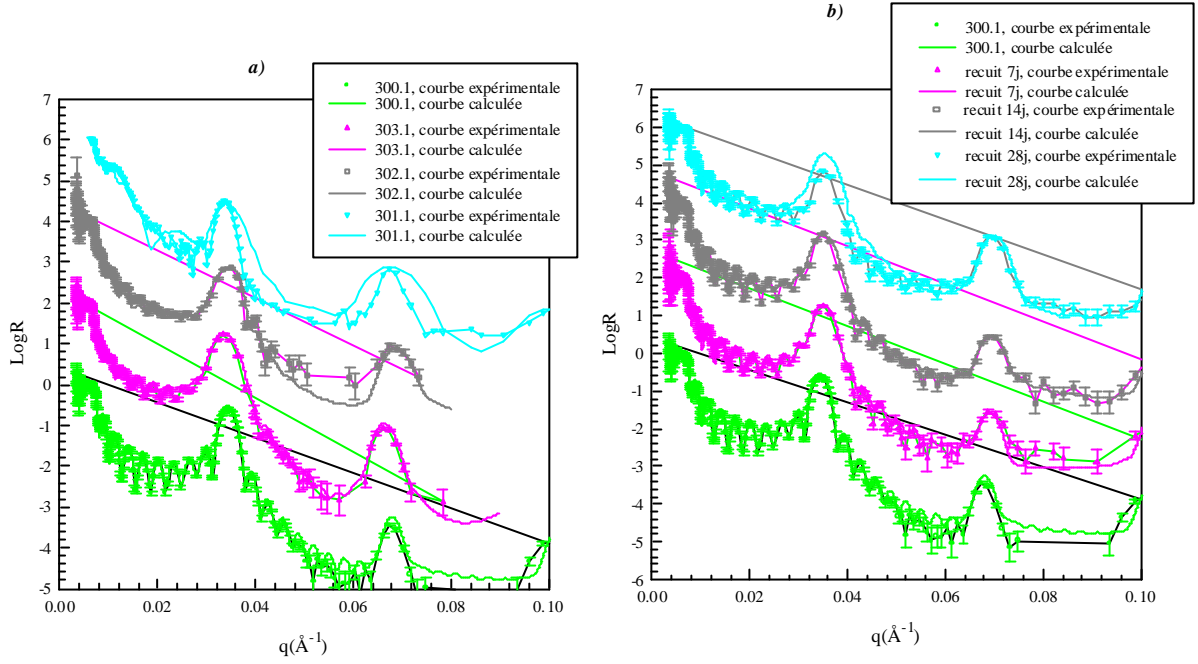 a)
300.1, courbe expérimentale
300.1, courbe calculée
303.1, courbe expérimentale
303.1, courbe calculée
302.1, courbe expérimentale
302.1, courbe calculée
301.1, courbe expérimentale
301.1, courbe calculée
7
6
5
4
3
2
1
0
-1
-2
-3
-4
-5
LogR
0.00
0.02
0.04
0.06
0.08
0.10
q(Å-1)
b)
300.1, courbe expérimentale
300.1, courbe calculée
recuit 7j, courbe expérimentale
recuit 7j, courbe calculée
recuit 14j, courbe expérimentale
recuit 14j, courbe calculée
recuit 28j, courbe expérimentale
recuit 28j, courbe calculée
7
6
5
4
3
2
1
0
-1
-2
-3
-4
-5
-6
LogR
0.00
0.02
0.04
0.06
0.08
0.10
q(Å-1)